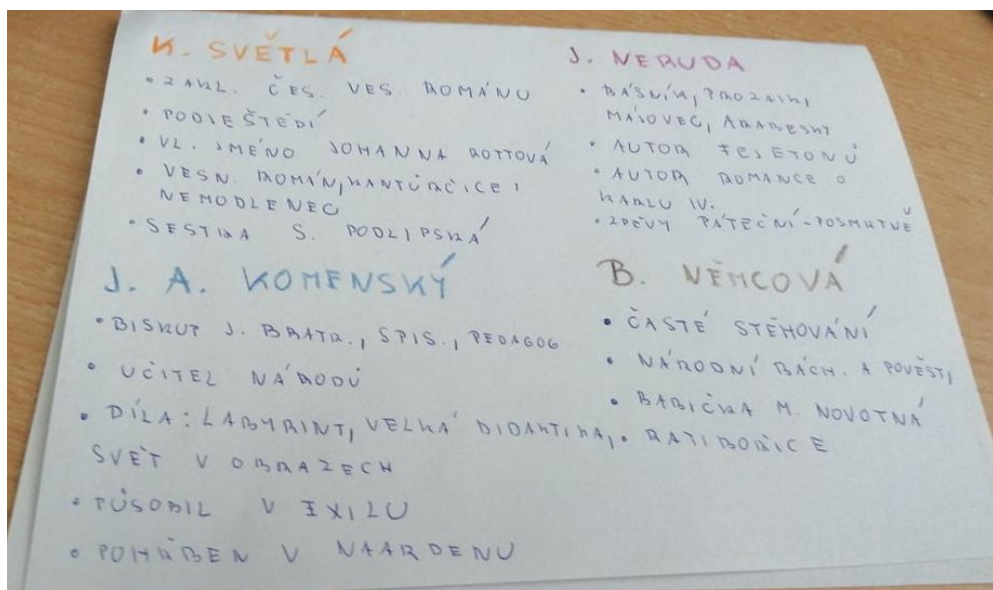 K. SVĚTLÁ
• ZAKL. ČES. VES. ROMÁNU
• PODJEŠTĚDÍ
• VL. JMÉNO JOHANNA ROTTOVÁ
• VESN. ROMÁN, KANTŮRČICE,
NEMODLENEC
• SESTRA S. PODLIPSKÁ
J. NERUDA
• BÁSNÍK, PROZAIK,
MÁJOVEC, ARABESKY
• AUTOR FEJETONŮ
• AUTOR ROMANCE O
KARLU IV.
• ZPĚVY PÁTEČNÍ - POSMRTNĚ
J. A. KOMENSKÝ
• BISKUP J. BRATR., SPIS., PEDAGOG
• UČITEL NÁRODŮ
• DÍLA: LABYRINT, VELKÁ DIDAKTIKA,
SVĚT V OBRAZECH
• PŮSOBIL V EXILU
• POHŘBEN V NAARDENU
B. NĚMCOVÁ
• ČASTÉ STĚHOVÁNÍ
• NÁRODNÍ BÁCH. A POVĚSTI,
• BABIČKA M. NOVOTNÁ
• RATIBOŘICE